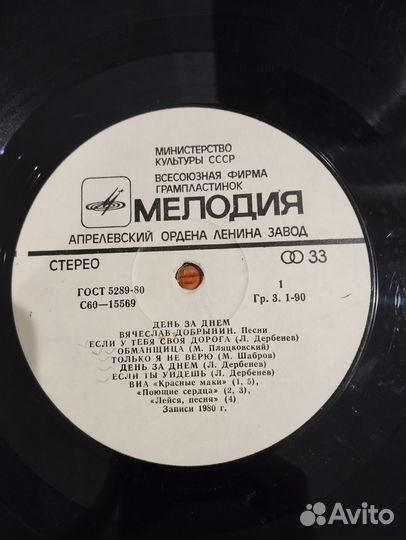 МИНИСТЕРСТВО
КУЛЬТУРЫ СССР
ВСЕСОЮЗНАЯ ФИРМА
ГРАМПЛАСТИНОК
МЕЛОДИЯ
АПРЕЛЕВСКИЙ ОРДЕНА ЛЕНИНА ЗАВОД
СТЕРЕО 33
ГОСТ 5289-80 1
С60—15569 Гр. 3. 1-90
ДЕНЬ ЗА ДНЕМ
ВЯЧЕСЛАВ ДОБРЫНИН. Песни
ЕСЛИ У ТЕБЯ СВОЯ ДОРОГА (Л. Дербенев)
ОБМАНЩИЦА (М. Пляцковский)
ТОЛЬКО Я НЕ ВЕРЮ (М. Шабров)
ДЕНЬ ЗА ДНЕМ (Л. Дербенев)
ЕСЛИ ТЫ УЙДЕШЬ (Л. Дербенев)
ВИА «Красные маки» (1, 5),
«Поющие сердца» (2, 3),
«Лейся, песня» (4)
Записи 1980 г.
Avito